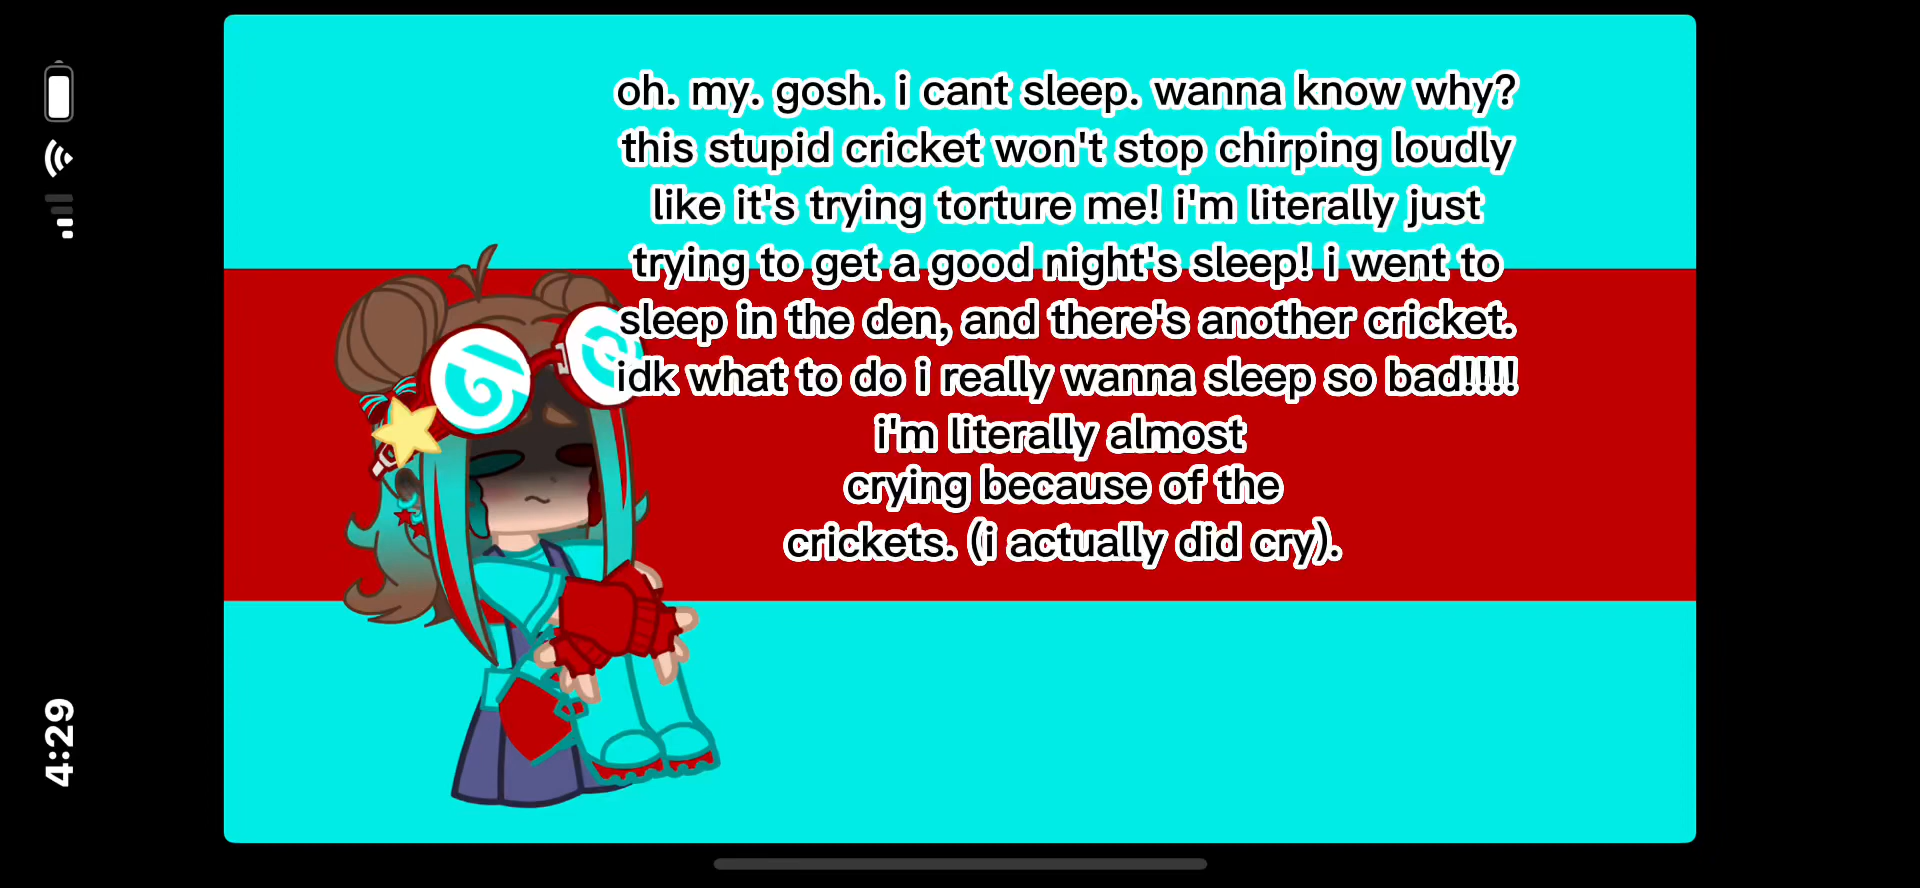 oh. my. gosh. i cant sleep. wanna know why?
this stupid cricket won't stop chirping loudly
like it's trying torture me! i'm literally just
trying to get a good night's sleep! i went to
sleep in the den, and there's another cricket.
idk what to do i really wanna sleep so bad!!!!
i'm literally almost
crying because of the
crickets. (i actually did cry).
4:29